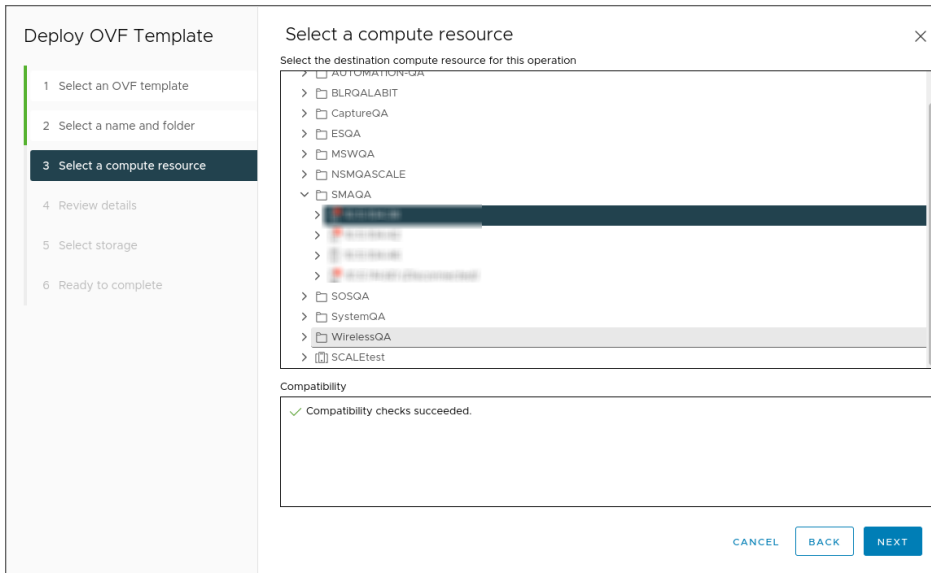 Deploy OVF Template
1 Select an OVF template
2 Select a name and folder
3 Select a compute resource
4 Review details
5 Select storage
6 Ready to complete
Select a compute resource
Select the destination compute resource for this operation
AUTOMATION-QA
BLRQALABIT
CaptureQA
ESQA
MSWQA
NSMQASCALE
SMAQA
SOSQA
SystemQA
WirelessQA
SCALEtest
Compatibility
Compatibility checks succeeded.
CANCEL BACK NEXT